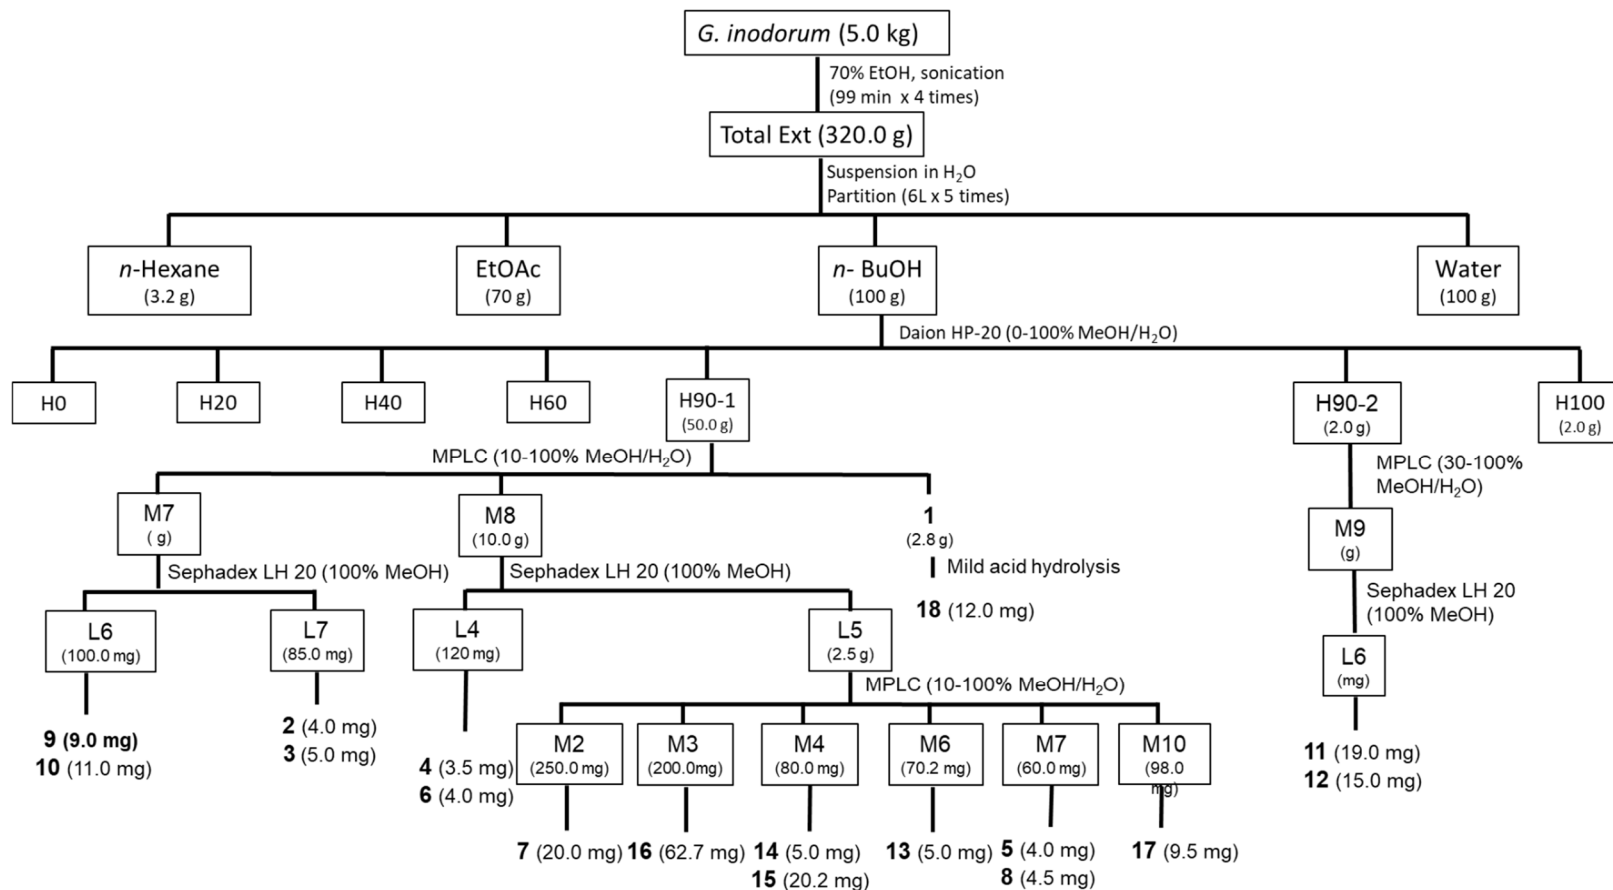 G. inodorum (5.0 kg)
70% EtOH, sonication
(99 min x 4 times)
Total Ext (320.0 g)
Suspension in H₂O
Partition (6L x 5 times)
n-Hexane
(3.2 g)
EtOAc
(70 g)
n- BuOH
(100 g)
Water
(100 g)
Daion HP-20 (0-100% MeOH/H₂O)
H0
H20
H40
H60
H90-1
(50.0 g)
H90-2
(2.0 g)
H100
(2.0 g)
MPLC (10-100% MeOH/H₂O)
MPLC (30-100%
MeOH/H₂O)
M7
( g)
M8
(10.0 g)
1
(2.8 g)
M9
(g)
Mild acid hydrolysis
18 (12.0 mg)
Sephadex LH 20 (100% MeOH)
Sephadex LH 20 (100% MeOH)
Sephadex LH 20
(100% MeOH)
L6
(100.0 mg)
L7
(85.0 mg)
L4
(120 mg)
L5
(2.5 g)
L6
(mg)
MPLC (10-100% MeOH/H₂O)
9 (9.0 mg)
10 (11.0 mg)
2 (4.0 mg)
3 (5.0 mg)
4 (3.5 mg)
6 (4.0 mg)
M2
(250.0 mg)
M3
(200.0mg)
M4
(80.0 mg)
M6
(70.2 mg)
M7
(60.0 mg)
M10
(98.0
mg)
11 (19.0 mg)
12 (15.0 mg)
7 (20.0 mg)
16 (62.7 mg)
14 (5.0 mg)
15 (20.2 mg)
13 (5.0 mg)
5 (4.0 mg)
8 (4.5 mg)
17 (9.5 mg)